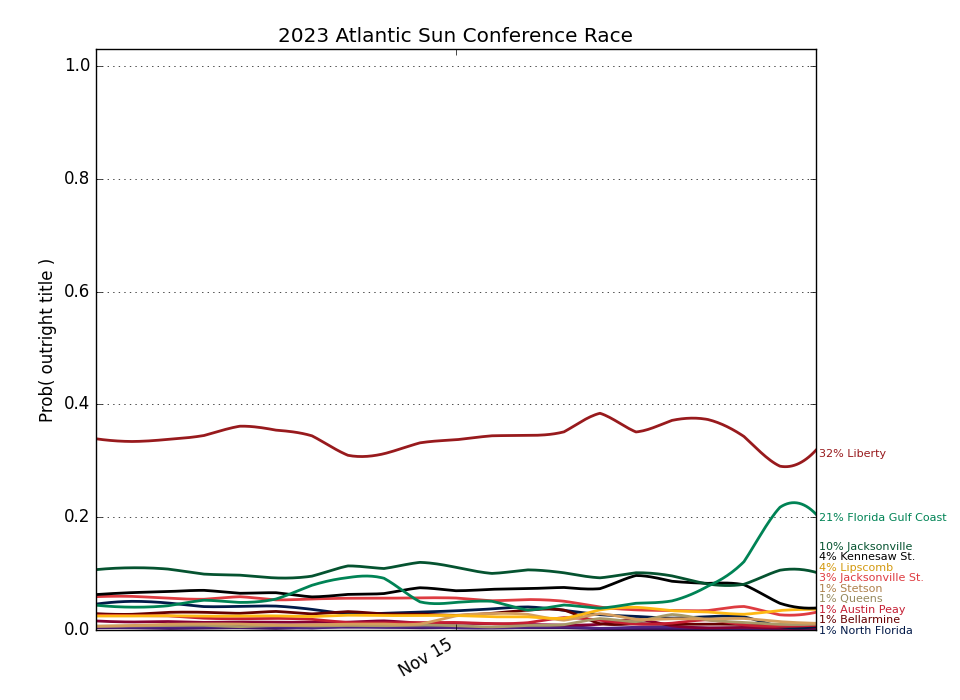 2023 Atlantic Sun Conference Race
1.0
0.8
0.6
0.4
0.2
0.0
Prob( outright title )
Nov 15
32% Liberty
21% Florida Gulf Coast
10% Jacksonville
4% Kennesaw St.
4% Lipscomb
3% Jacksonville St.
1% Stetson
1% Queens
1% Austin Peay
1% Bellarmine
1% North Florida